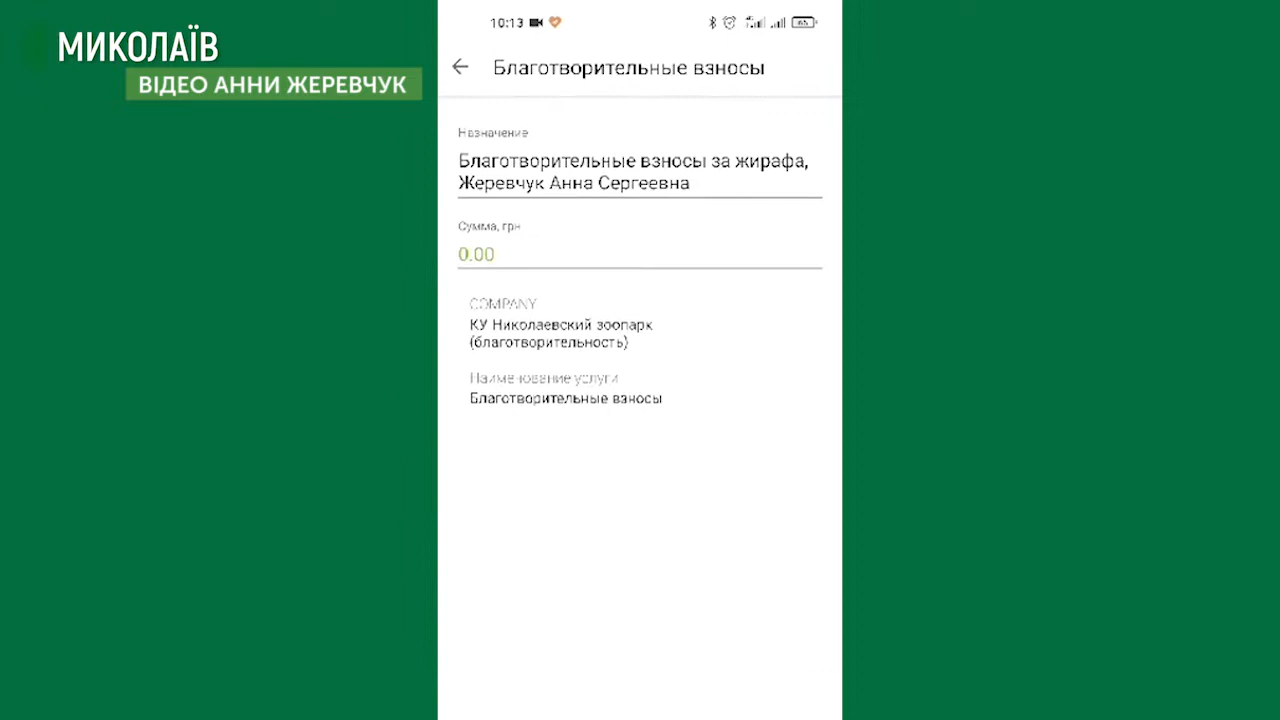 МИКОЛАЇВ
ВІДЕО АННИ ЖЕРЕВЧУК
10:13
65
Благотворительные взносы
Назначение
Благотворительные взносы за жирафа,
Жеревчук Анна Сергеевна
Сумма, грн
0.00
COMPANY
КУ Николаевский зоопарк
(благотворительность)
Наименование услуги
Благотворительные взносы